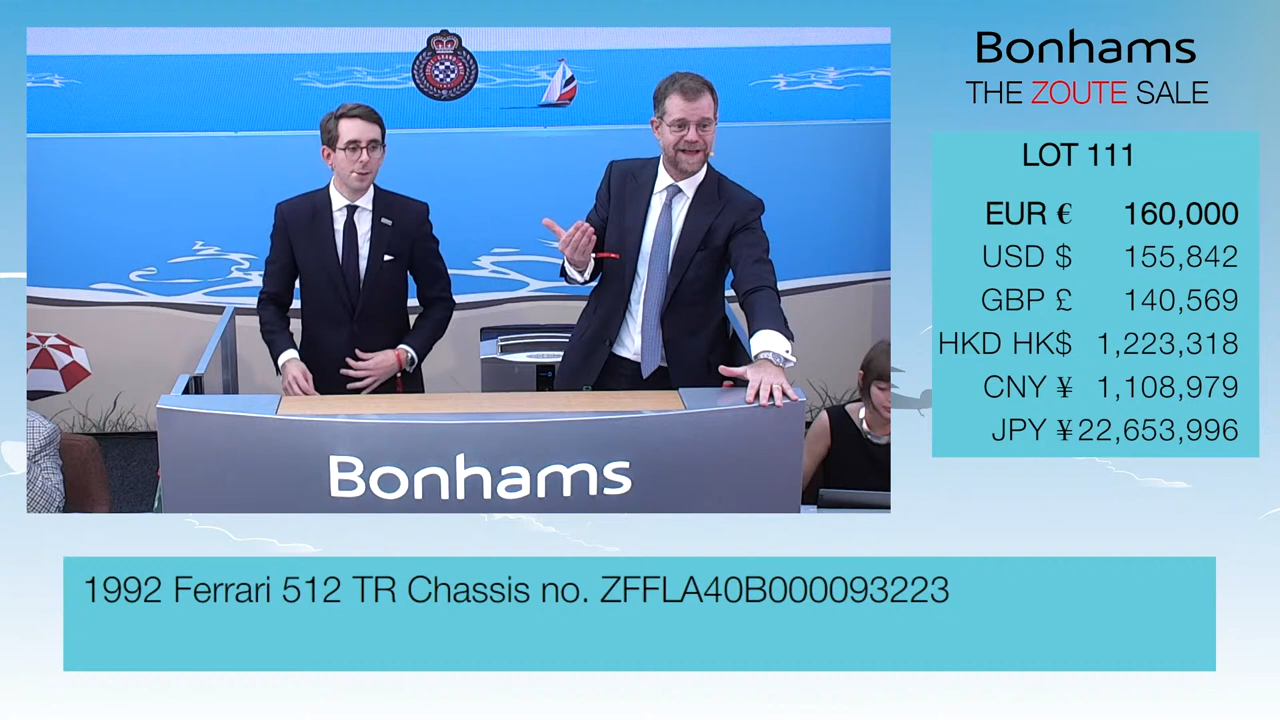 Bonhams
THE ZOUTE SALE
LOT 111
EUR € 160,000
USD $ 155,842
GBP £ 140,569
HKD HK$ 1,223,318
CNY ¥ 1,108,979
JPY ¥ 22,653,996
Bonhams
1992 Ferrari 512 TR Chassis no. ZFFLA40B000093223